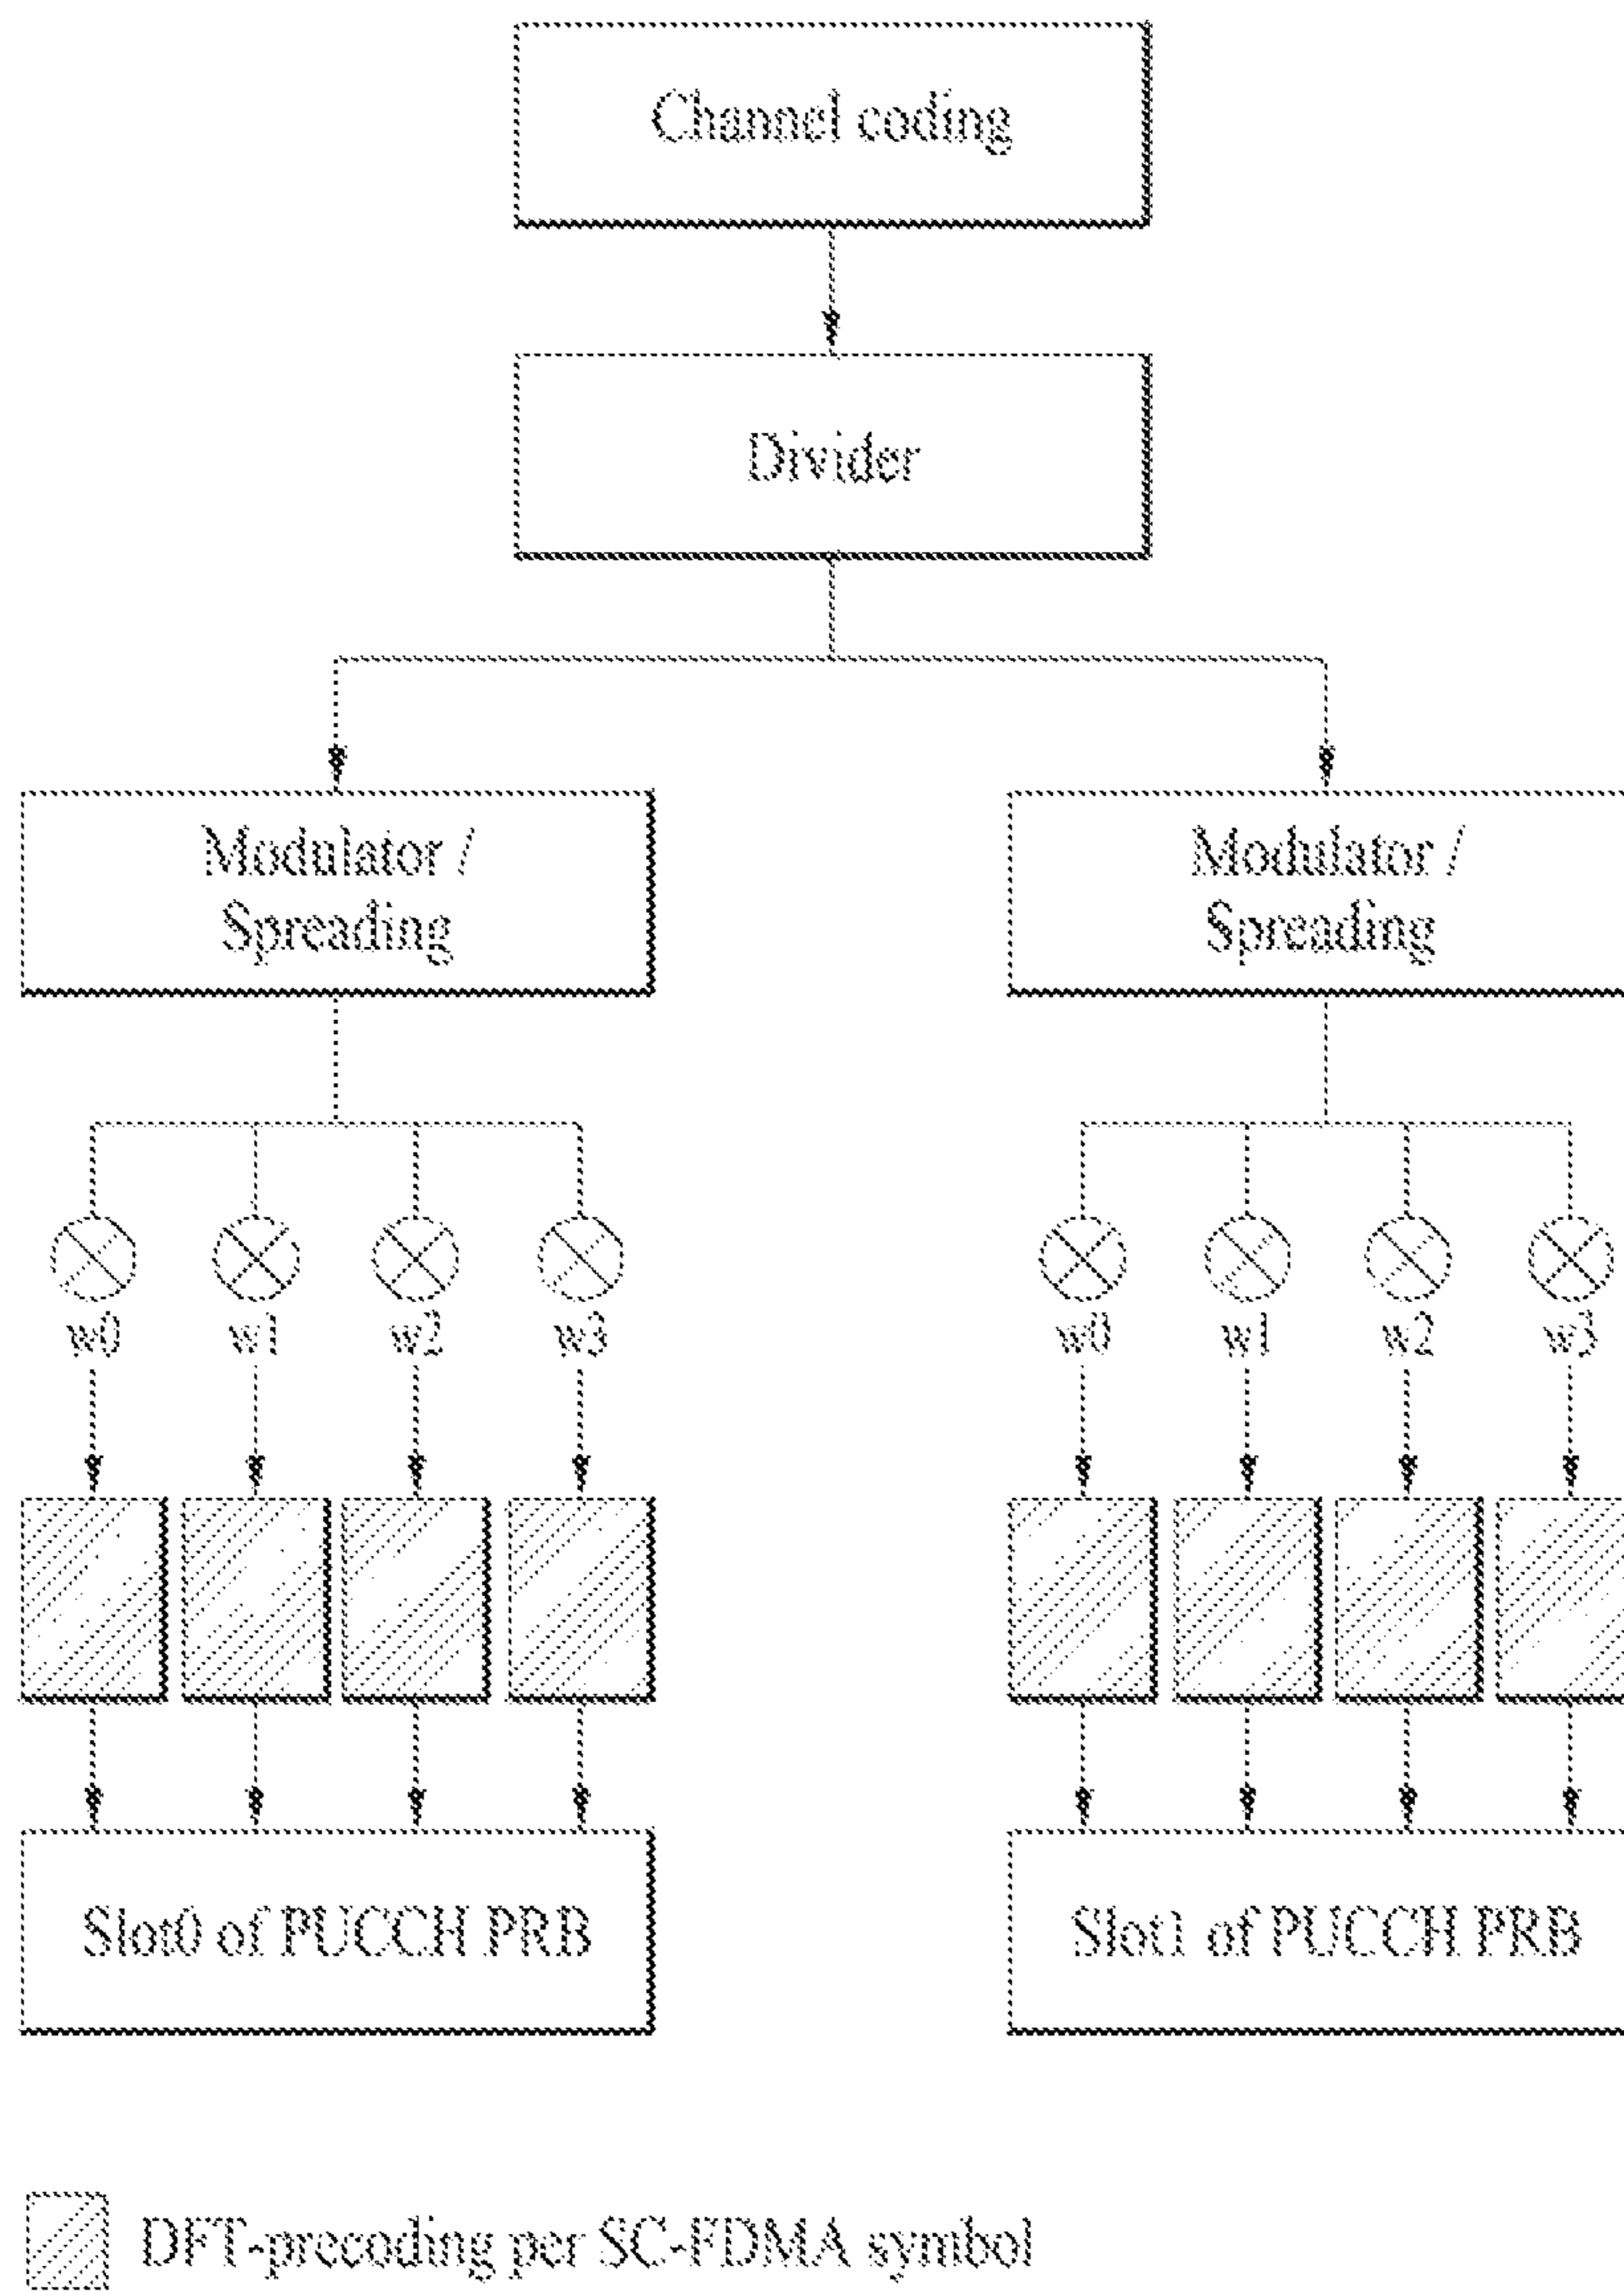 Channel coding
Divider
Modulator /
Spreading
Modulator /
Spreading
w0 w1 w2 w3
w0 w1 w2 w3
Slot0 of PUCCH PRB
Slot1 of PUCCH PRB
DFT-precoding per SC-FDMA symbol